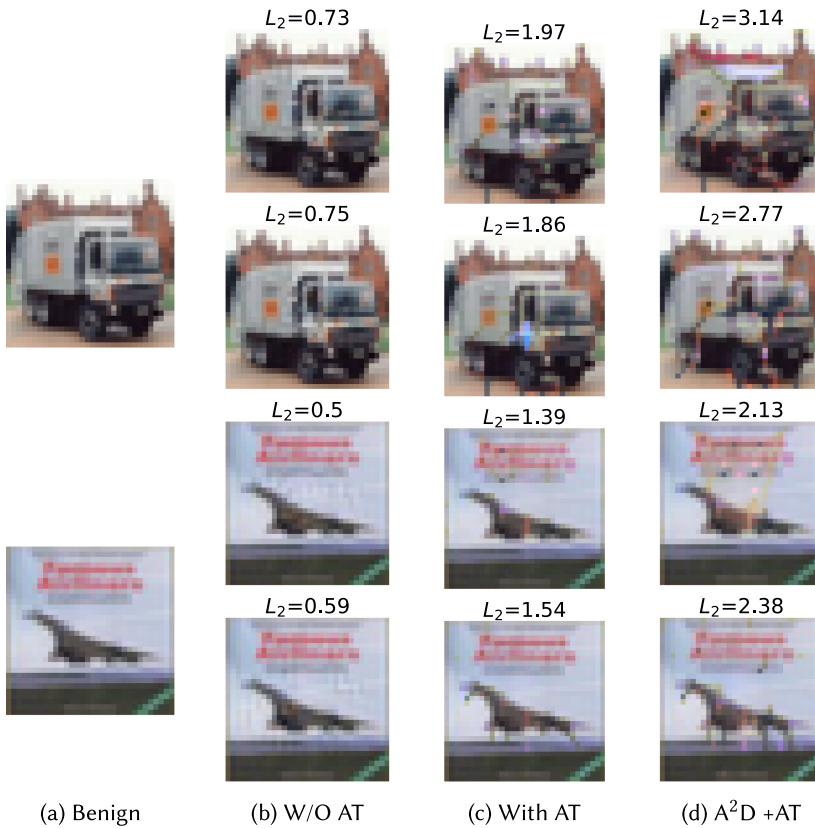 L₂=0.73
L₂=1.97
L₂=3.14
L₂=0.75
L₂=1.86
L₂=2.77
L₂=0.5
L₂=1.39
L₂=2.13
L₂=0.59
L₂=1.54
L₂=2.38
(a) Benign
(b) W/O AT
(c) With AT
(d) A²D +AT